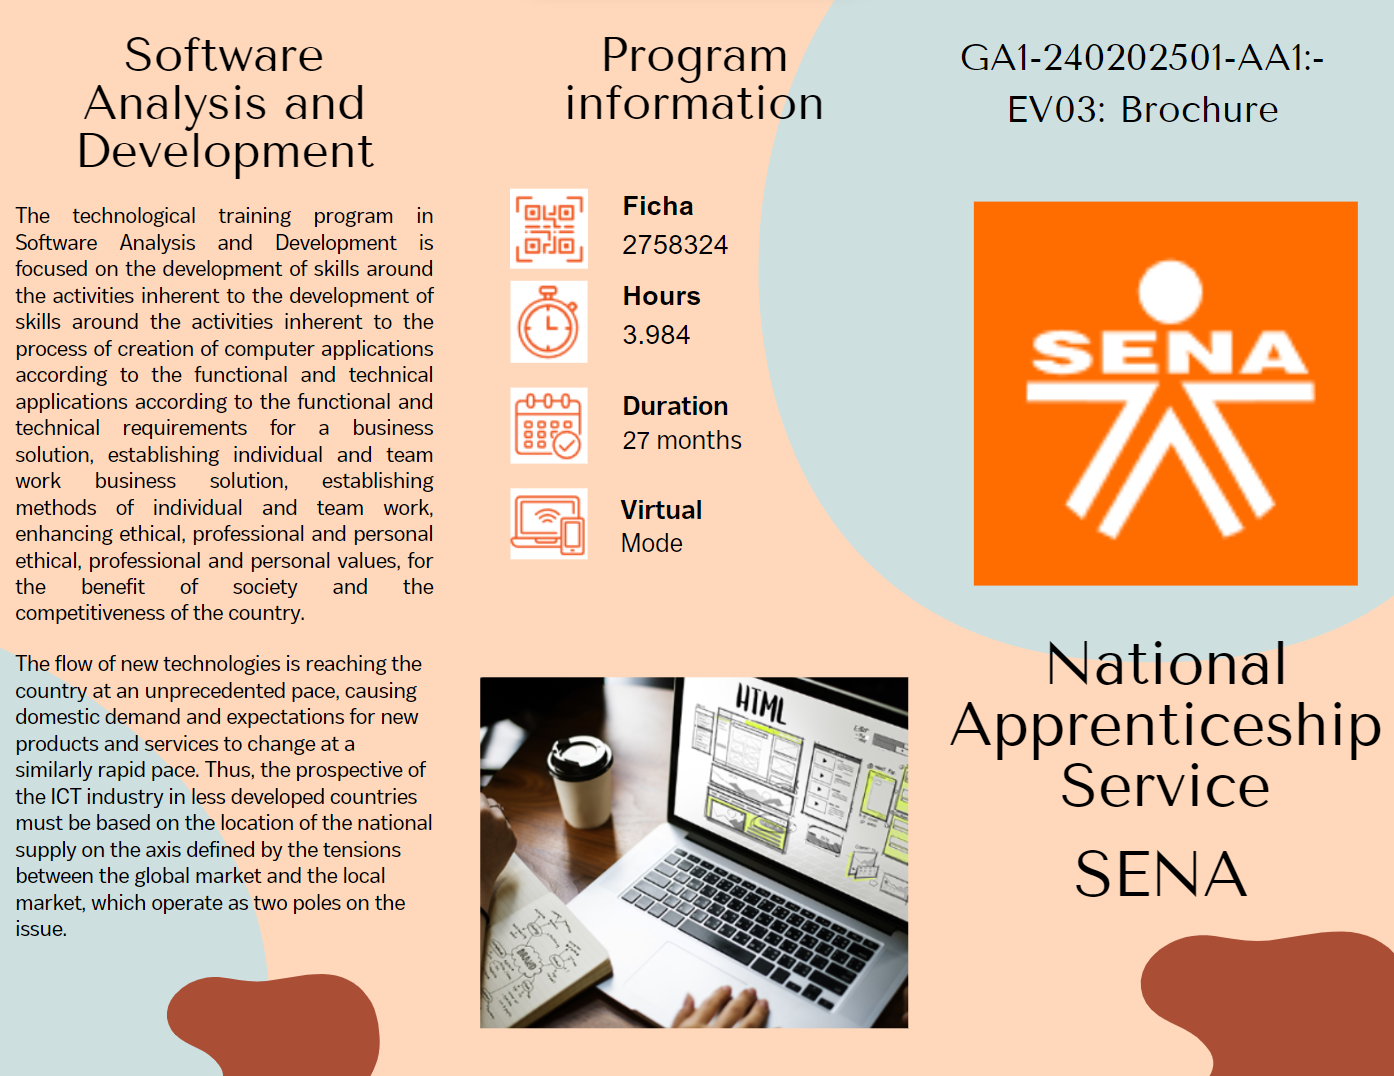 Software
Analysis and
Development
The technological training program in
Software Analysis and Development is
focused on the development of skills around
the activities inherent to the development of
skills around the activities inherent to the
process of creation of computer applications
according to the functional and technical
applications according to the functional and
technical requirements for a business
solution, establishing individual and team
work business solution, establishing
methods of individual and team work,
enhancing ethical, professional and personal
ethical, professional and personal values, for
the benefit of society and the
competitiveness of the country.
The flow of new technologies is reaching the
country at an unprecedented pace, causing
domestic demand and expectations for new
products and services to change at a
similarly rapid pace. Thus, the prospective of
the ICT industry in less developed countries
must be based on the location of the national
supply on the axis defined by the tensions
between the global market and the local
market, which operate as two poles on the
issue.
Program
information
Ficha
2758324
Hours
3.984
Duration
27 months
Virtual
Mode
HTML
GA1-240202501-AA1:-
EV03: Brochure
SENA
National
Apprenticeship
Service
SENA